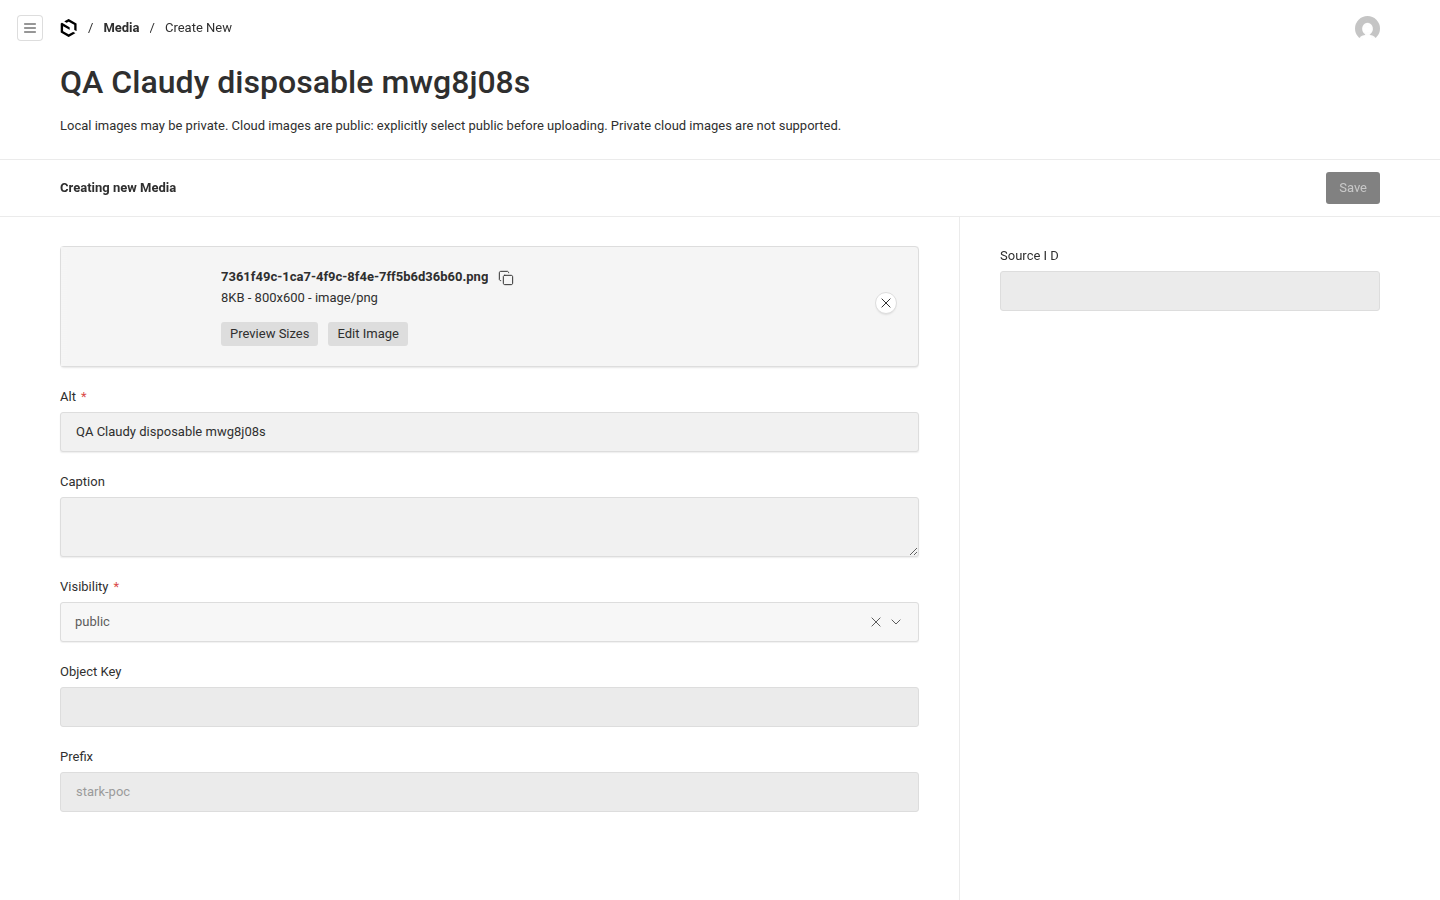 / Media / Create New
QA Claudy disposable mwg8j08s
Local images may be private. Cloud images are public: explicitly select public before uploading. Private cloud images are not supported.
Creating new Media
Save
7361f49c-1ca7-4f9c-8f4e-7ff5b6d36b60.png
8KB - 800x600 - image/png
Preview Sizes
Edit Image
Alt *
QA Claudy disposable mwg8j08s
Caption
Visibility *
public
Object Key
Prefix
stark-poc
Source I D